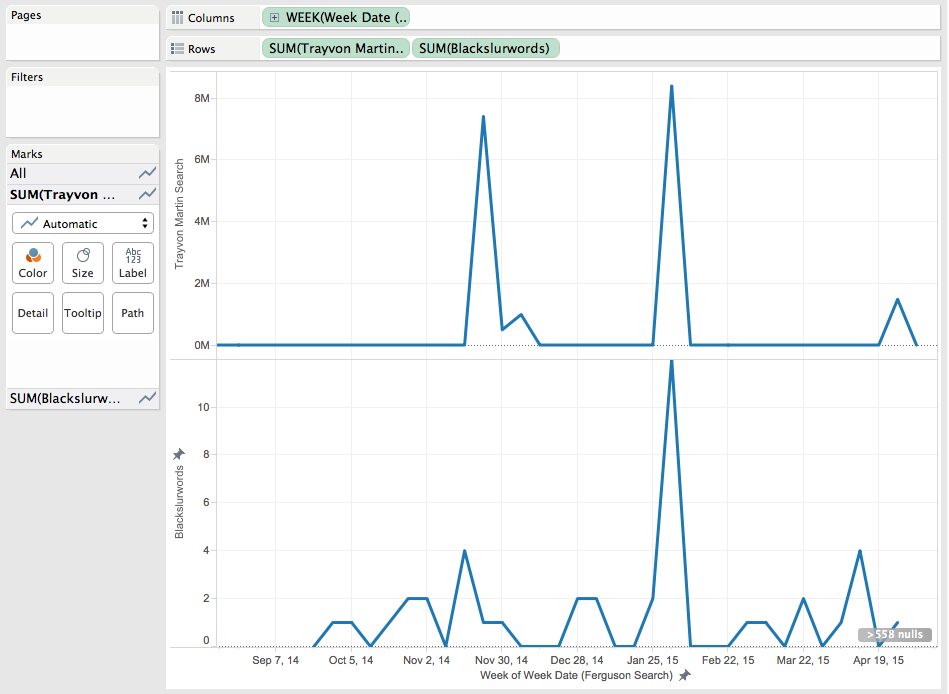 Pages
Columns
WEEK(Week Date (..
Rows
SUM(Trayvon Martin..
SUM(Blackslurwords)
Filters
Marks
All
SUM(Trayvon ...
Automatic
Color
Size
Abc
123
Label
Detail
Tooltip
Path
SUM(Blackslurw...
Trayvon Martin Search
8M
6M
4M
2M
0M
Blackslurwords
10
8
6
4
2
0
>558 nulls
Sep 7, 14
Oct 5, 14
Nov 2, 14
Nov 30, 14
Dec 28, 14
Jan 25, 15
Feb 22, 15
Mar 22, 15
Apr 19, 15
Week of Week Date (Ferguson Search)